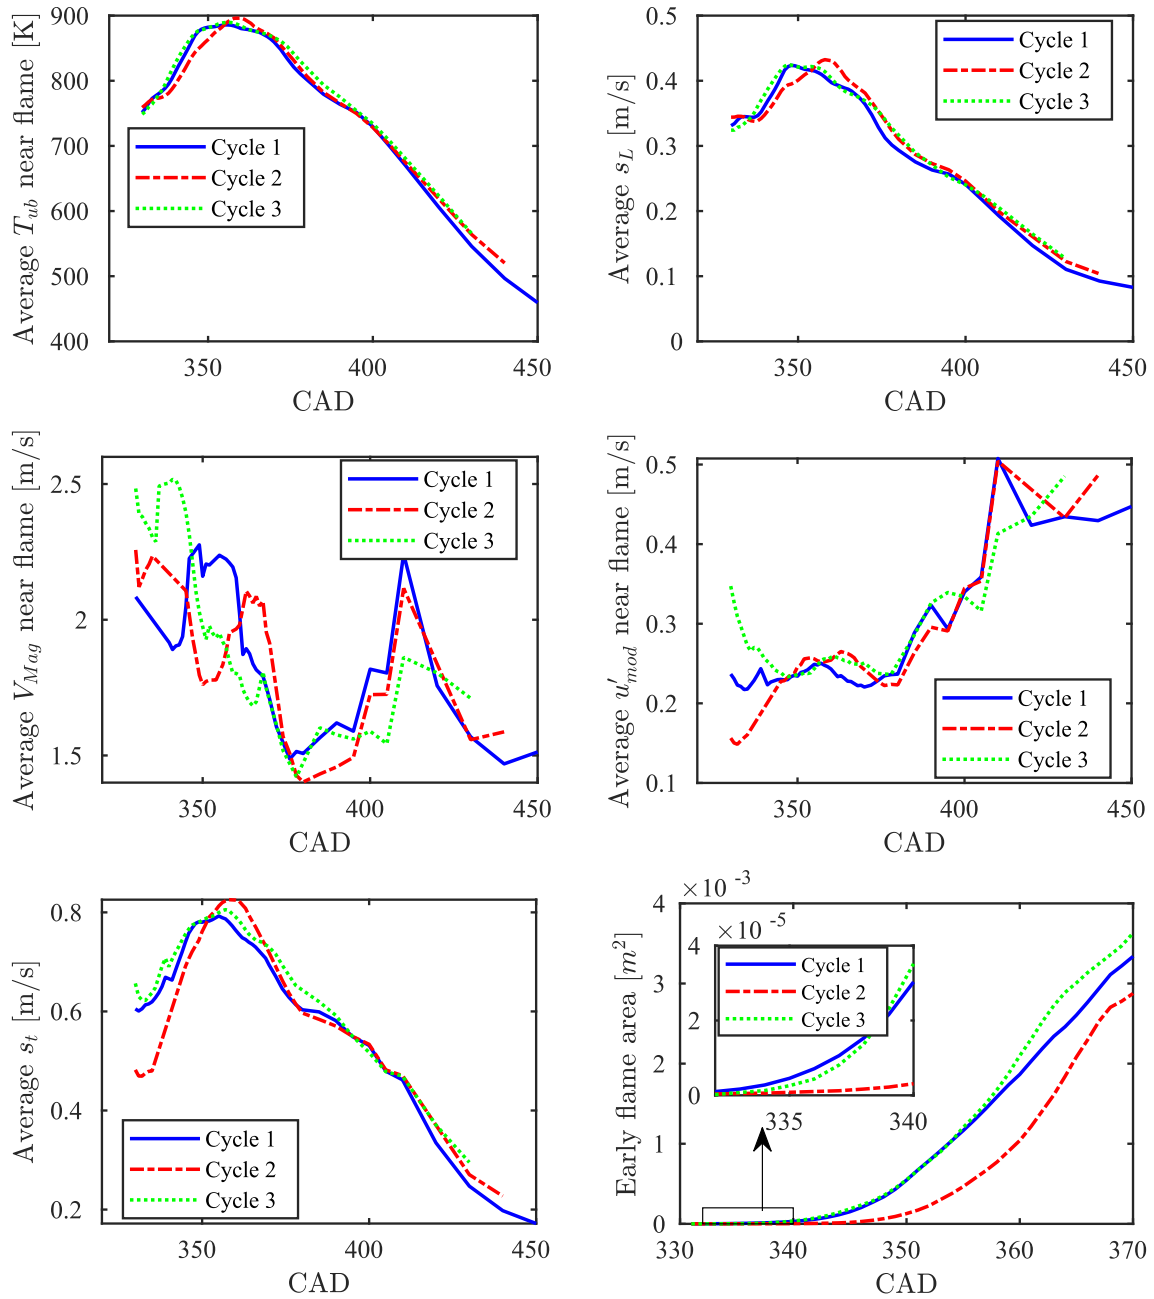 900
800
700
600
500
400
350
400
450
CAD
Average T_{ub} near flame [K]
Cycle 1
Cycle 2
Cycle 3
0.5
0.4
0.3
0.2
0.1
0
350
400
450
CAD
Average s_L [m/s]
Cycle 1
Cycle 2
Cycle 3
2.5
2
1.5
350
400
450
CAD
Average V_{Mag} near flame [m/s]
Cycle 1
Cycle 2
Cycle 3
0.5
0.4
0.3
0.2
0.1
350
400
450
CAD
Average u'_{mod} near flame [m/s]
Cycle 1
Cycle 2
Cycle 3
0.8
0.6
0.4
0.2
350
400
450
CAD
Average s_t [m/s]
Cycle 1
Cycle 2
Cycle 3
×10 -3
4
3
2
1
0
330
340
350
360
370
CAD
Early flame area [m²]
×10 -5
4
2
0
335
340
Cycle 1
Cycle 2
Cycle 3